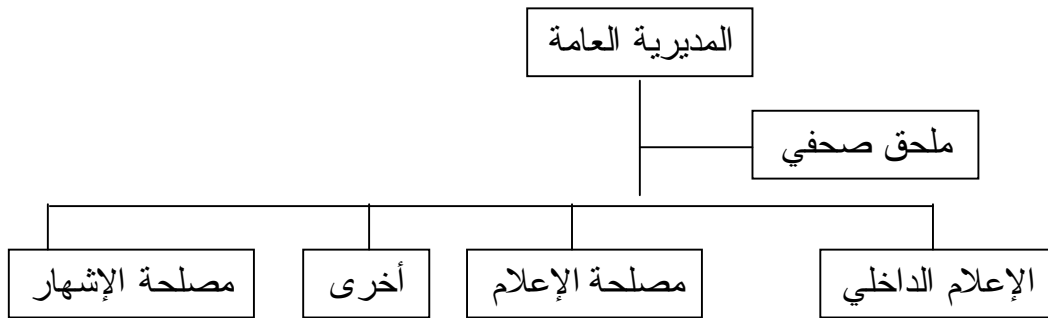 المديرية العامة
ملحق صحفي
الإعلام الداخلي
مصلحة الإعلام
أخرى
مصلحة الإشهار